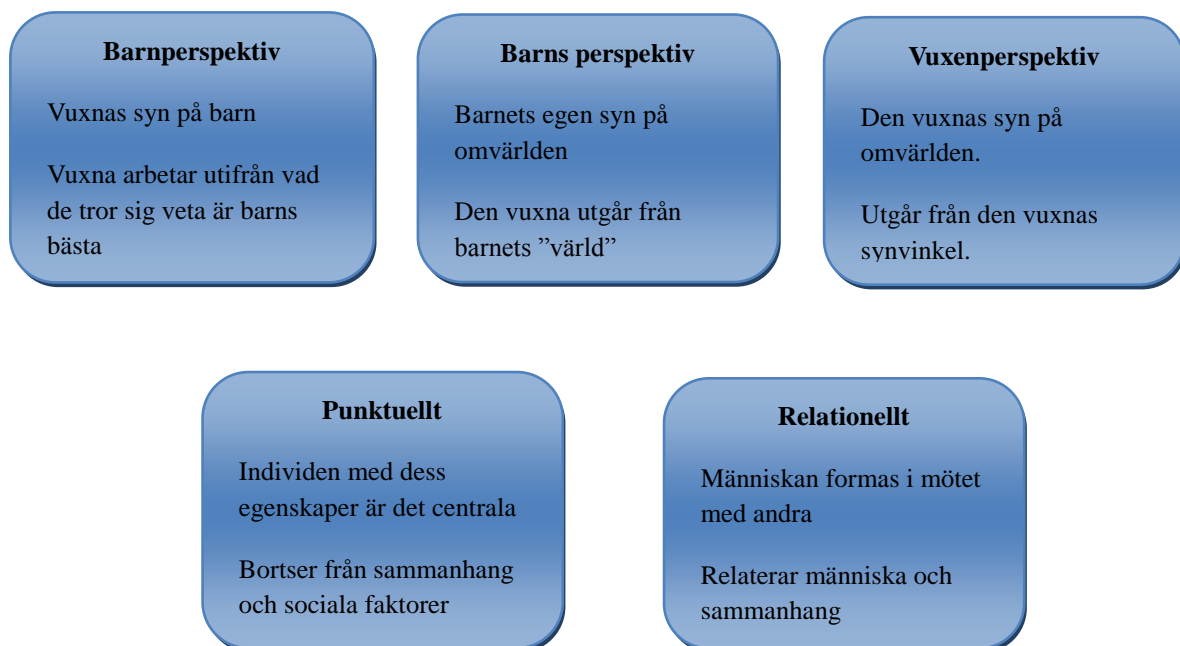 Barnperspektiv
Vuxnas syn på barn
Vuxna arbetar utifrån vad
de tror sig veta är barns
bästa
Barns perspektiv
Barnets egen syn på
omvärlden
Den vuxna utgår från
barnets ”värld”
Vuxenperspektiv
Den vuxnas syn på
omvärlden.
Utgår från den vuxnas
synvinkel.
Punktuellt
Individen med dess
egenskaper är det centrala
Bortser från sammanhang
och sociala faktorer
Relationellt
Människan formas i mötet
med andra
Relaterar människa och
sammanhang